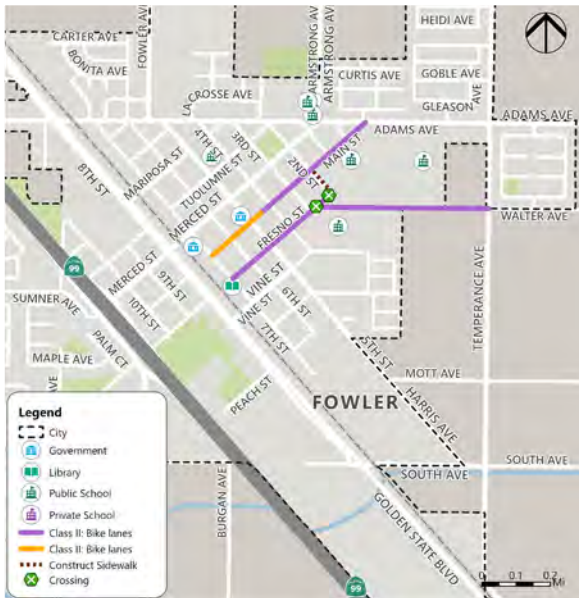 CARTER AVE
BONITA AVE
FOWLER AVE
ARMSTRONG AVE
ARMSTRONG AVE
HEIDI AVE
CURTIS AVE
GOBLE AVE
GLEASON
AVE
LA CROSSE AVE
ADAMS AVE
ADAMS AVE
4TH ST
3RD ST
MAIN ST
2ND ST
8TH ST
MARIPOSA ST
TUOLUMNE ST
MERCED ST
FRESNO ST
WALTER AVE
99
MERCED ST
9TH ST
10TH ST
VINE ST
VINE ST
6TH ST
7TH ST
5TH ST
TEMPERANCE AVE
SUMNER AVE
PALM CT
MAPLE AVE
AVE
PEACH ST
MOTT AVE
HARRIS AVE
FOWLER
SOUTH AVE
SOUTH AVE
BURGAN AVE
GOLDEN STATE BLVD
99
Legend
City
Government
Library
Public School
Private School
Class II: Bike lanes
Class II: Bike lanes
Construct Sidewalk
Crossing
0 0.1 0.2
Mi